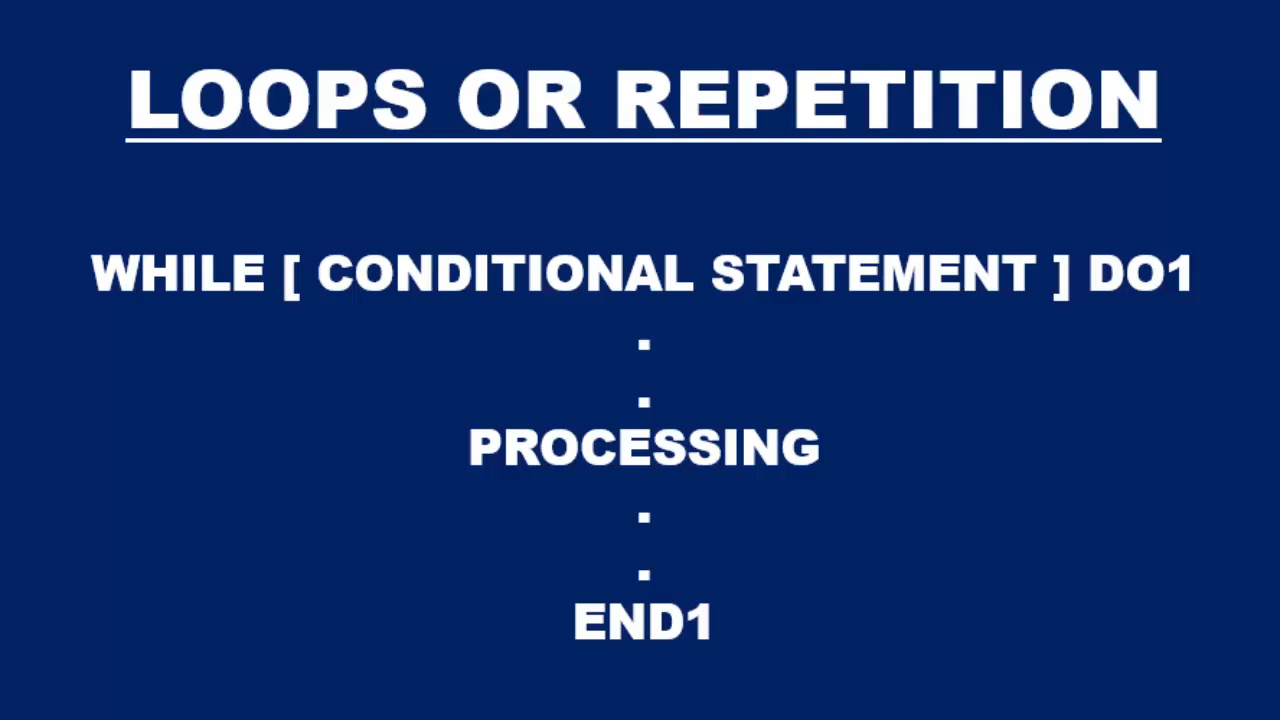 LOOPS OR REPETITION
WHILE [ CONDITIONAL STATEMENT ] DO1
.
.
PROCESSING
.
.
END1